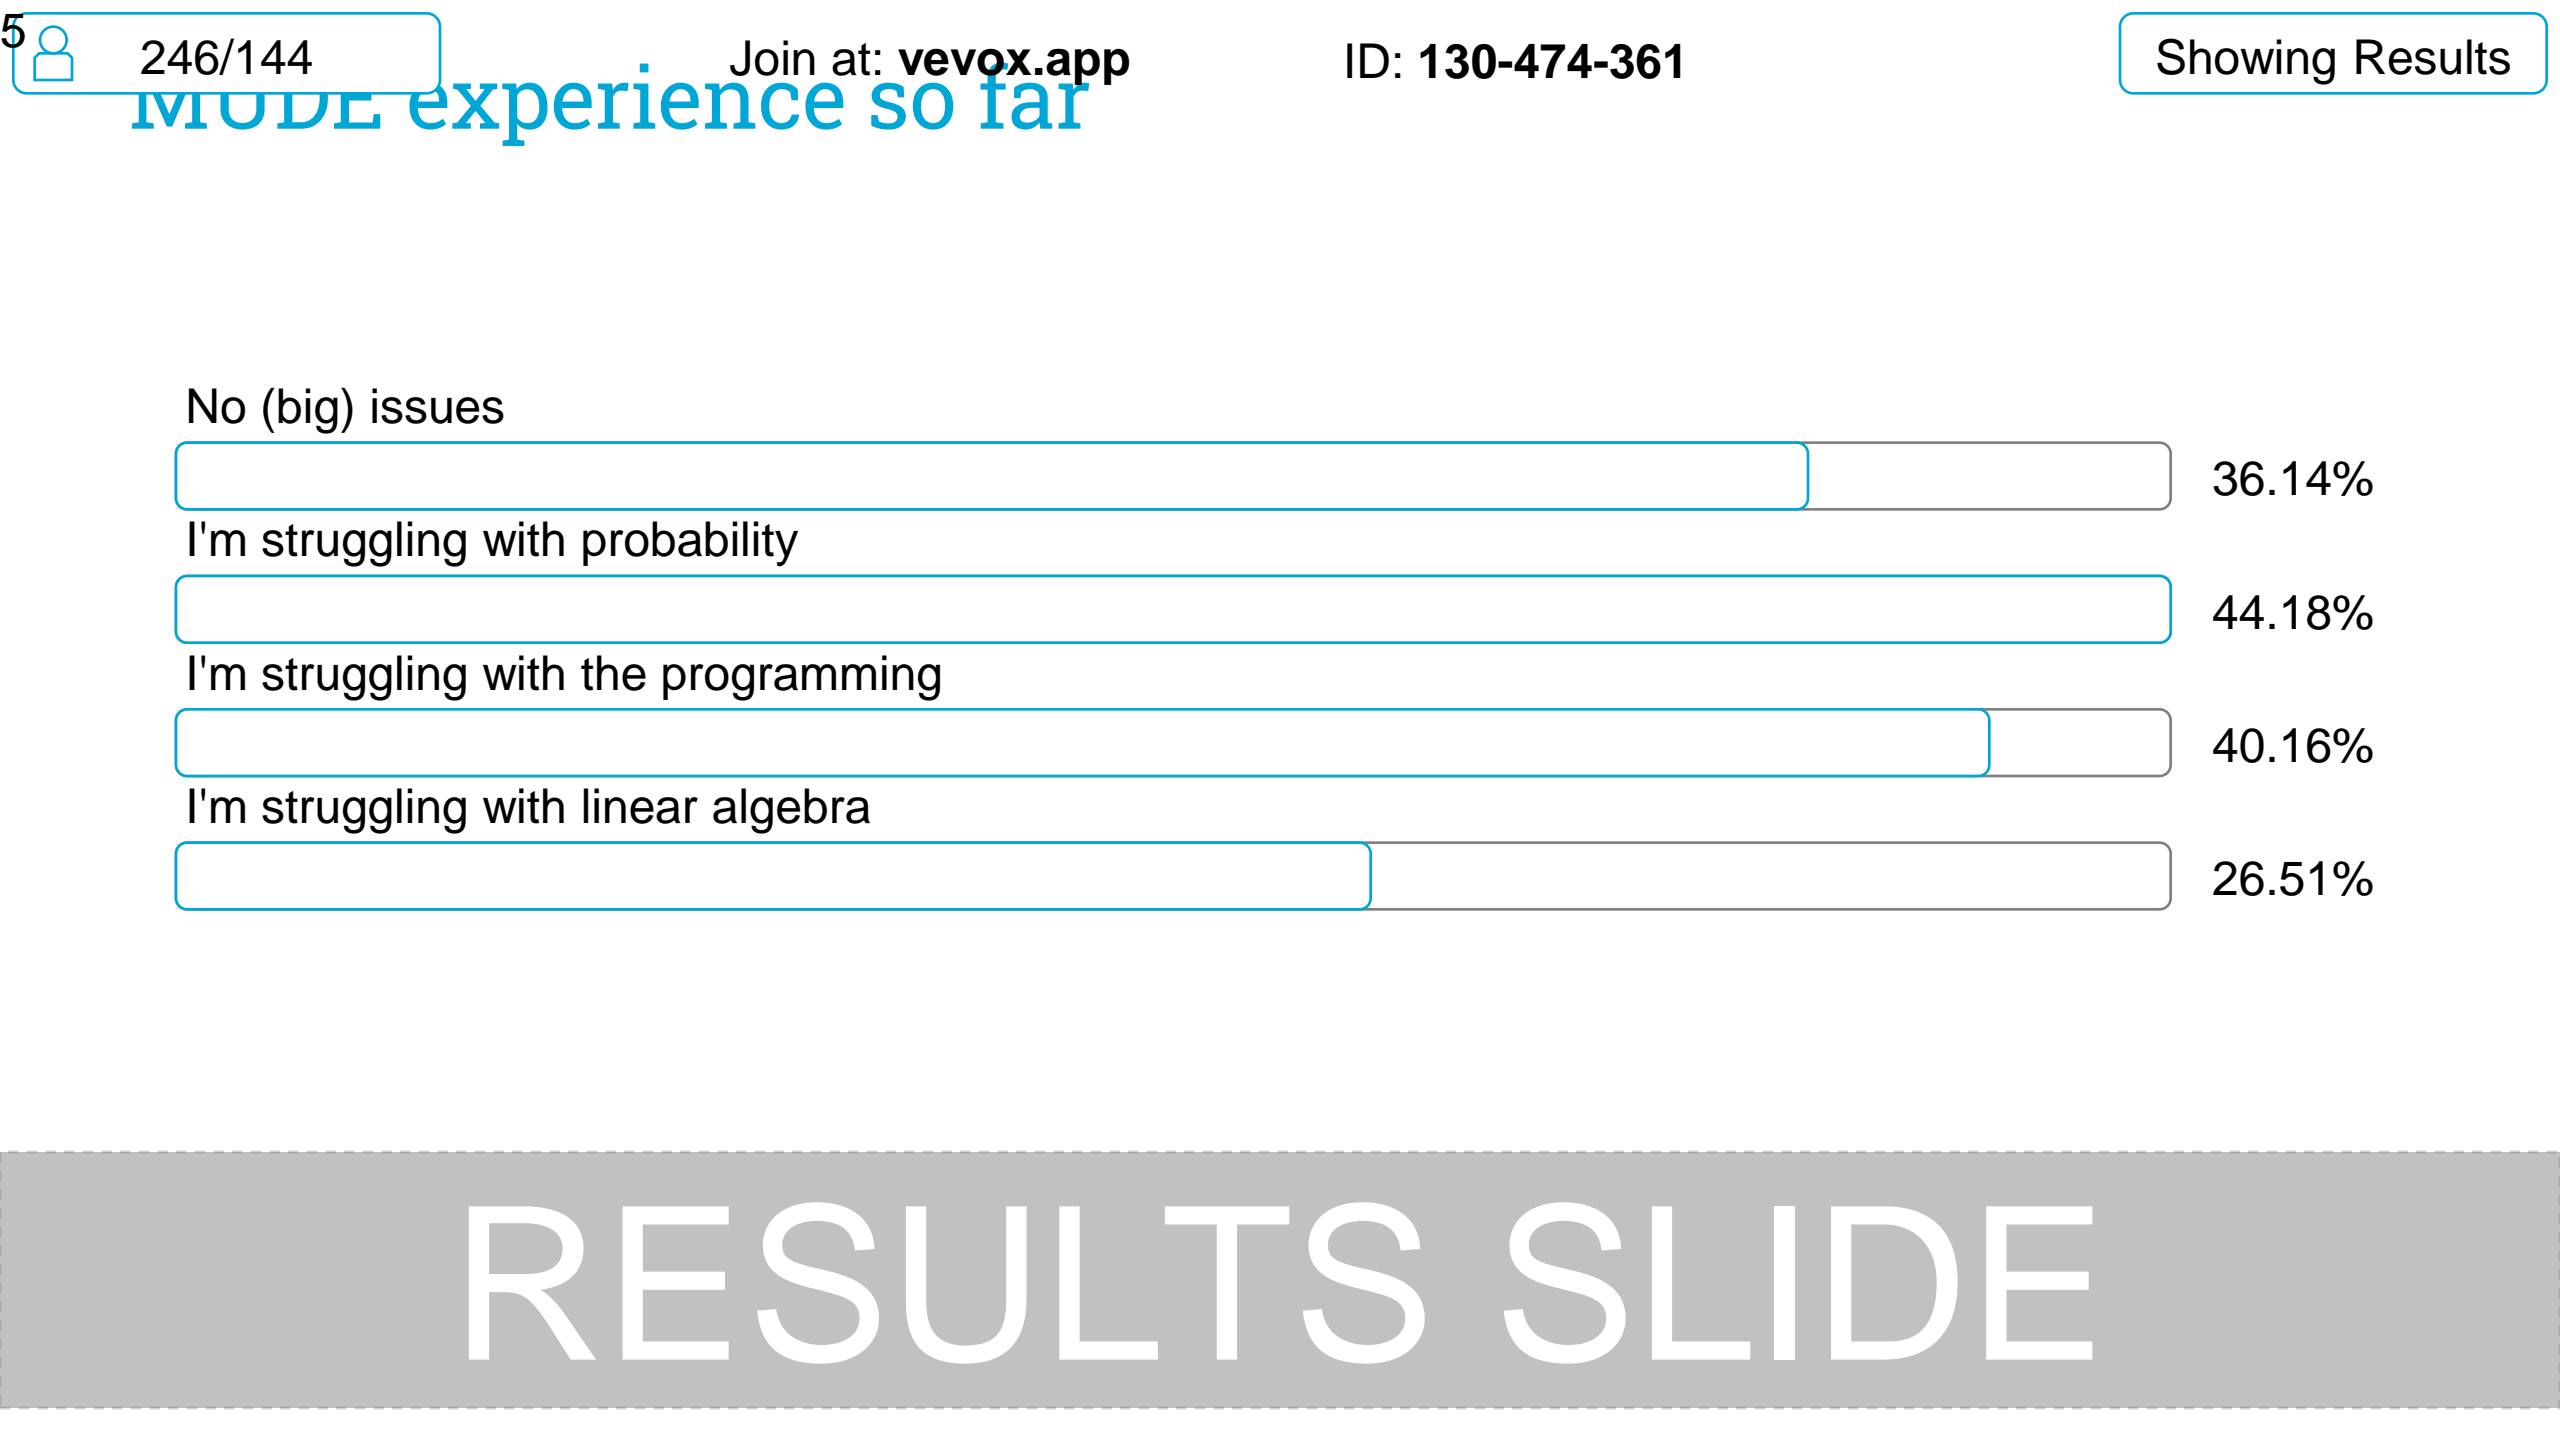 5
246/144
Join at: vevox.app
ID: 130-474-361
Showing Results
MUDE experience so far
No (big) issues
36.14%
I'm struggling with probability
44.18%
I'm struggling with the programming
40.16%
I'm struggling with linear algebra
26.51%
RESULTS SLIDE